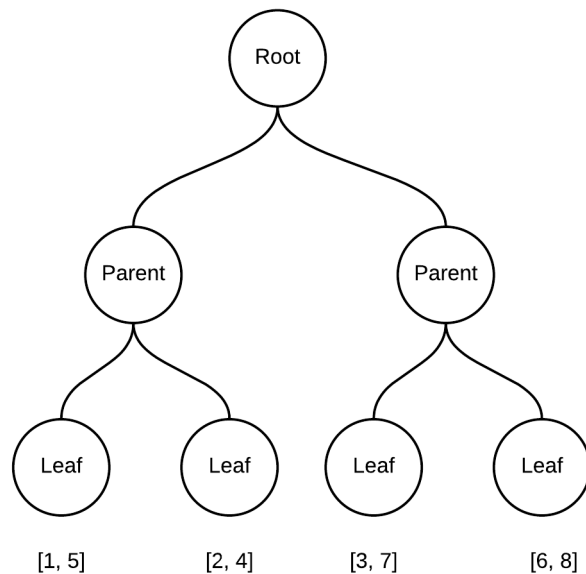 Root
Parent Parent
Leaf Leaf Leaf Leaf
[1, 5] [2, 4] [3, 7] [6, 8]